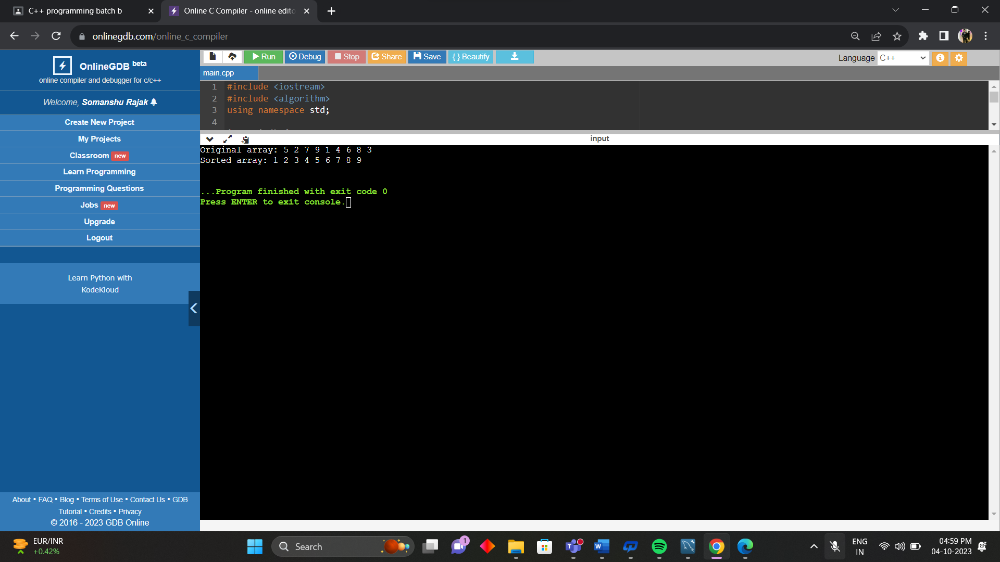 C++ programming batch b
Online C Compiler - online edito
onlinegdb.com/online_c_compiler
OnlineGDB beta
online compiler and debugger for c/c++
Welcome, Somanshu Rajak
Create New Project
My Projects
Classroom new
Learn Programming
Programming Questions
Jobs new
Upgrade
Logout
Learn Python with
KodeKloud
About • FAQ • Blog • Terms of Use • Contact Us • GDB
Tutorial • Credits • Privacy
© 2016 - 2023 GDB Online
Run Debug Stop Share Save { } Beautify
Language C++
main.cpp
1 #include <iostream>
2 #include <algorithm>
3 using namespace std;
4
input
Original array: 5 2 7 9 1 4 6 8 3
Sorted array: 1 2 3 4 5 6 7 8 9
...Program finished with exit code 0
Press ENTER to exit console.
EUR/INR
+0.42%
Search
1
ENG
IN
04:59 PM
04-10-2023